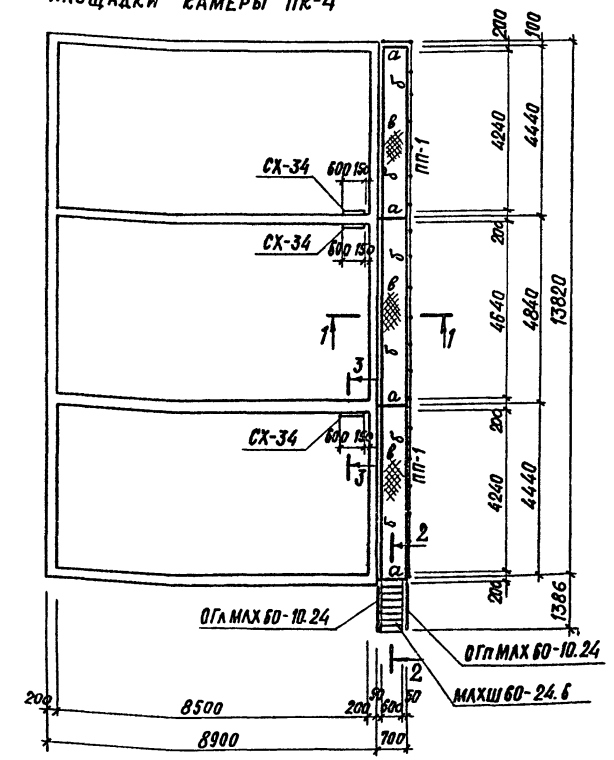 ПЛОЩАДКИ КАМЕРЫ ПК-4
200 100
а
б
в
4240 4440
ПП-1
СХ-34
600 150
б
а
СХ-34
600 150
200
б
в
1 1
4640 4840 13820
б
3
а
200
СХ-34
600 150
б
в
3
ПП-1
4240 4440
б
2
а
200 1386
ОГЛ МАХ 60-10.24
ОГП МАХ 60-10.24
2
МАХШ 60-24.6
200 8500 200 50 600 50
8900 700